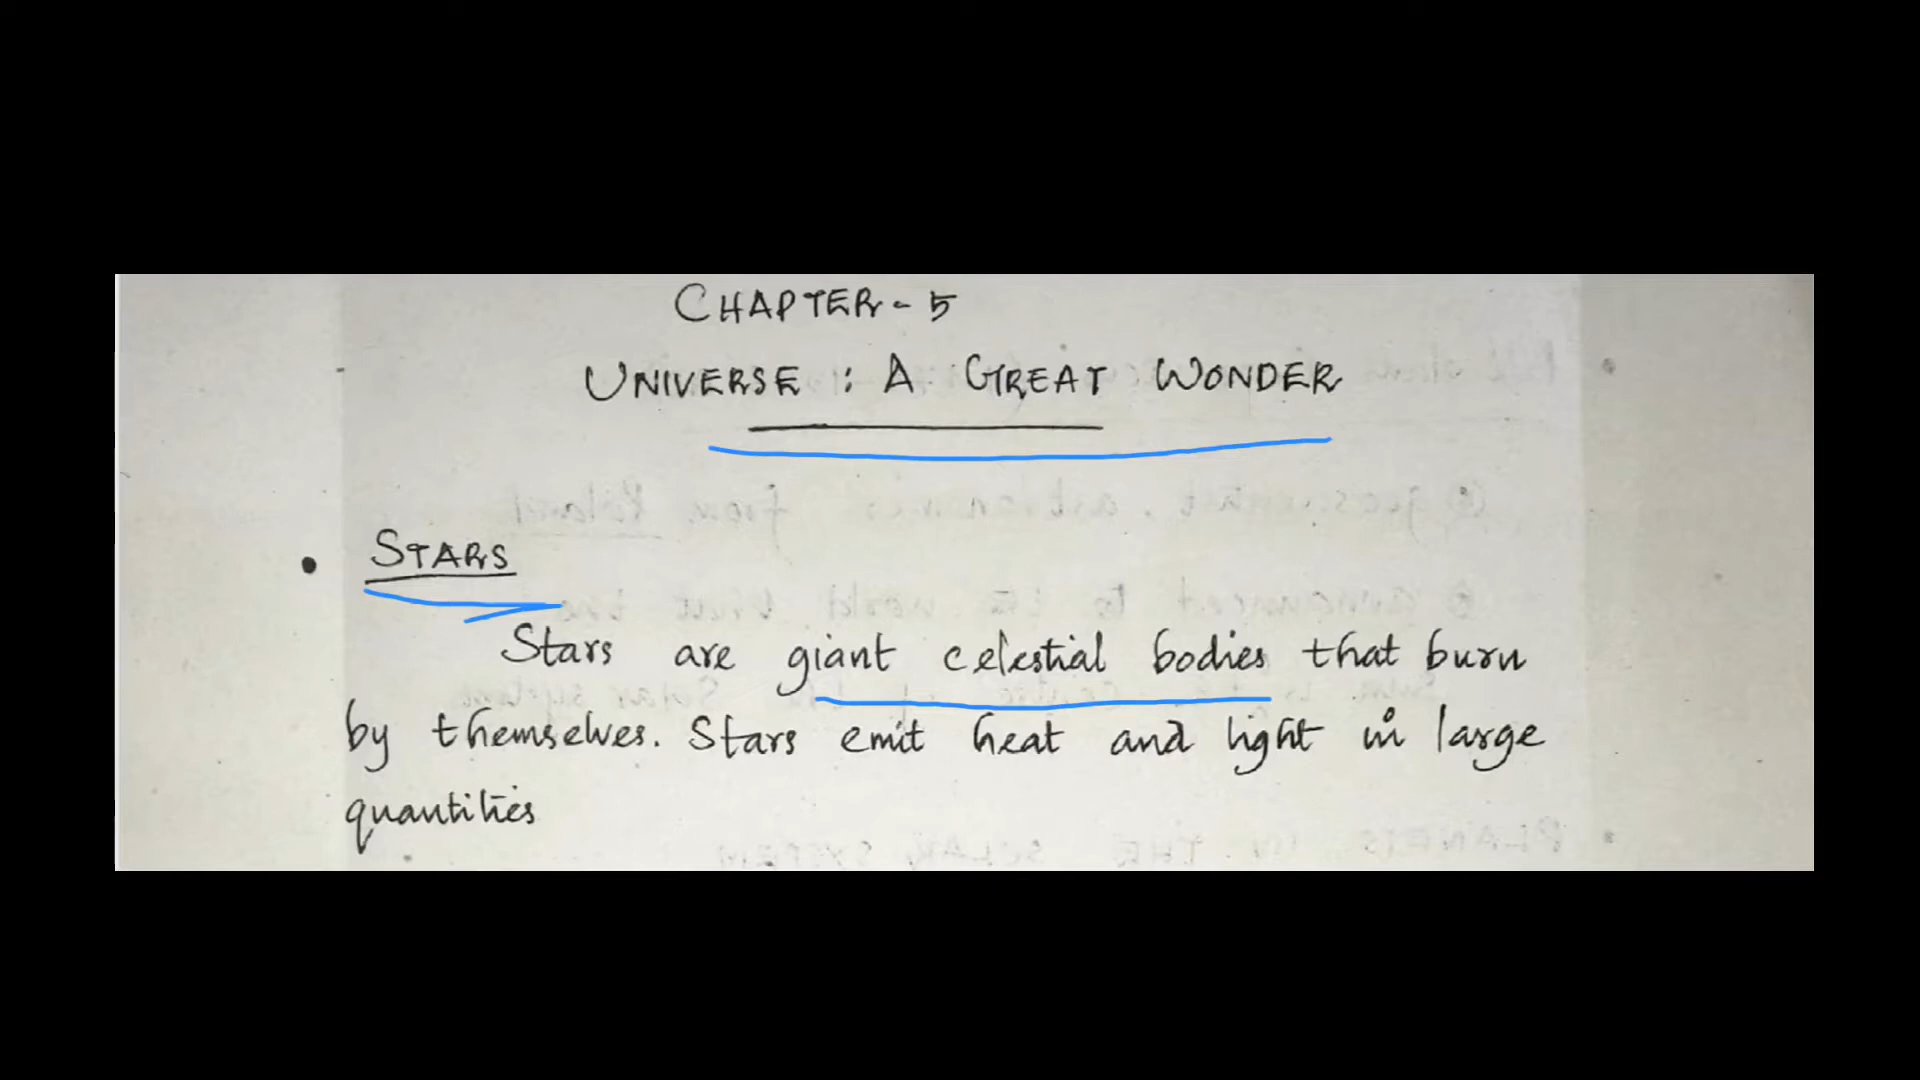 CHAPTER - 5
UNIVERSE : A GREAT WONDER
• STARS
Stars are giant celestial bodies that burn
by themselves. Stars emit heat and light in large
quantities